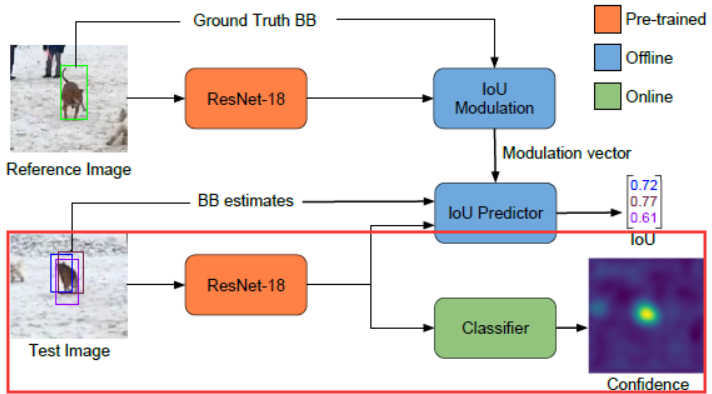 Ground Truth BB
Pre-trained
Offline
Online
ResNet-18
IoU
Modulation
Reference Image
Modulation vector
BB estimates
IoU Predictor
0.72
0.77
0.61
IoU
ResNet-18
Classifier
Test Image
Confidence